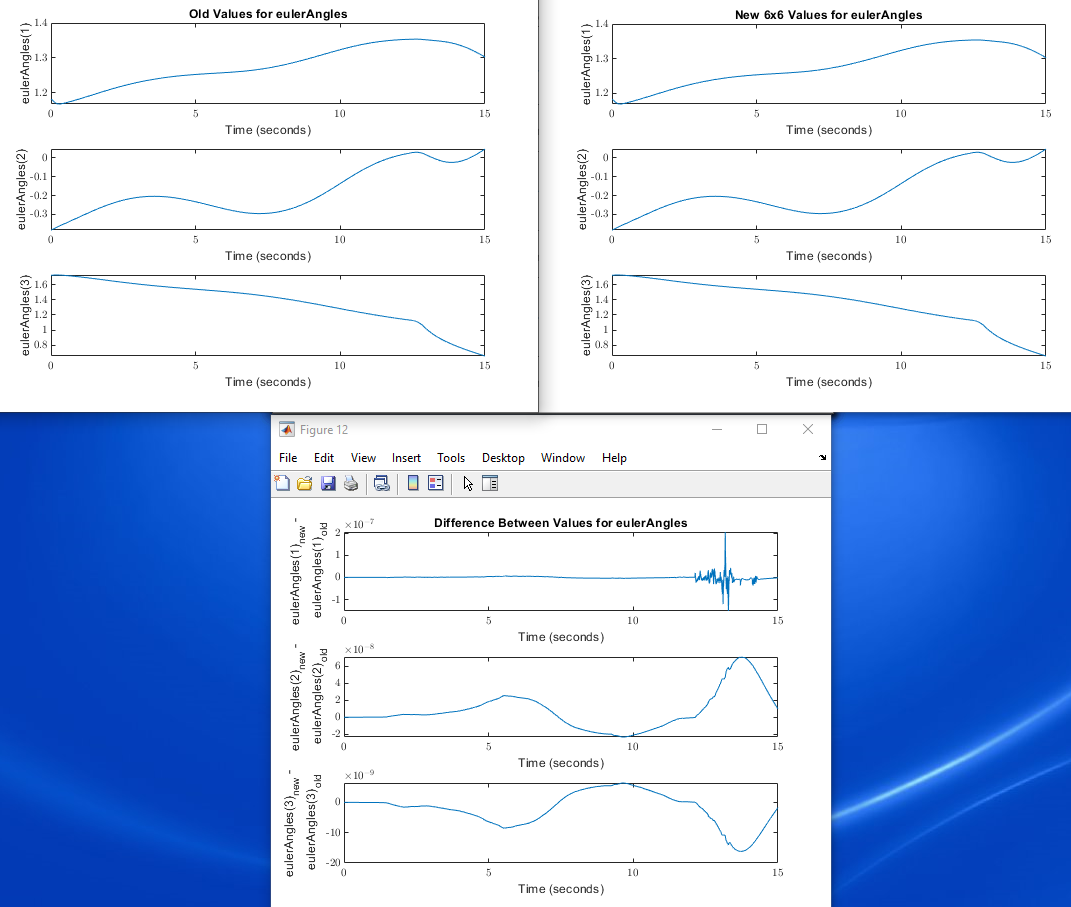 Old Values for eulerAngles
eulerAngles(1)
1.4
1.3
1.2
0 5 10 15
Time (seconds)
eulerAngles(2)
0
-0.1
-0.2
-0.3
0 5 10 15
Time (seconds)
eulerAngles(3)
1.6
1.4
1.2
1
0.8
0 5 10 15
Time (seconds)
New 6x6 Values for eulerAngles
eulerAngles(1)
1.4
1.3
1.2
0 5 10 15
Time (seconds)
eulerAngles(2)
0
-0.1
-0.2
-0.3
0 5 10 15
Time (seconds)
eulerAngles(3)
1.6
1.4
1.2
1
0.8
0 5 10 15
Time (seconds)
Figure 12
File Edit View Insert Tools Desktop Window Help
Difference Between Values for eulerAngles
×10⁻⁷
eulerAngles(1)new -
eulerAngles(1)old
2
1
0
-1
0 5 10 15
Time (seconds)
×10⁻⁸
eulerAngles(2)new -
eulerAngles(2)old
6
4
2
0
-2
0 5 10 15
Time (seconds)
×10⁻⁹
eulerAngles(3)new -
eulerAngles(3)old
0
-10
-20
0 5 10 15
Time (seconds)